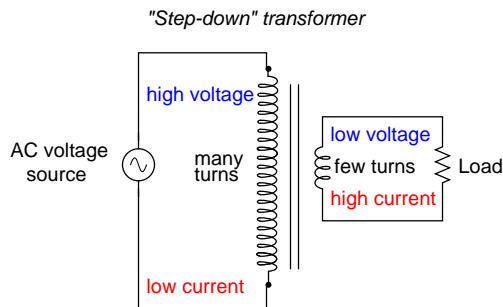 "Step-down" transformer
high voltage
low voltage
AC voltage
source
many
turns
few turns
Load
high current
low current